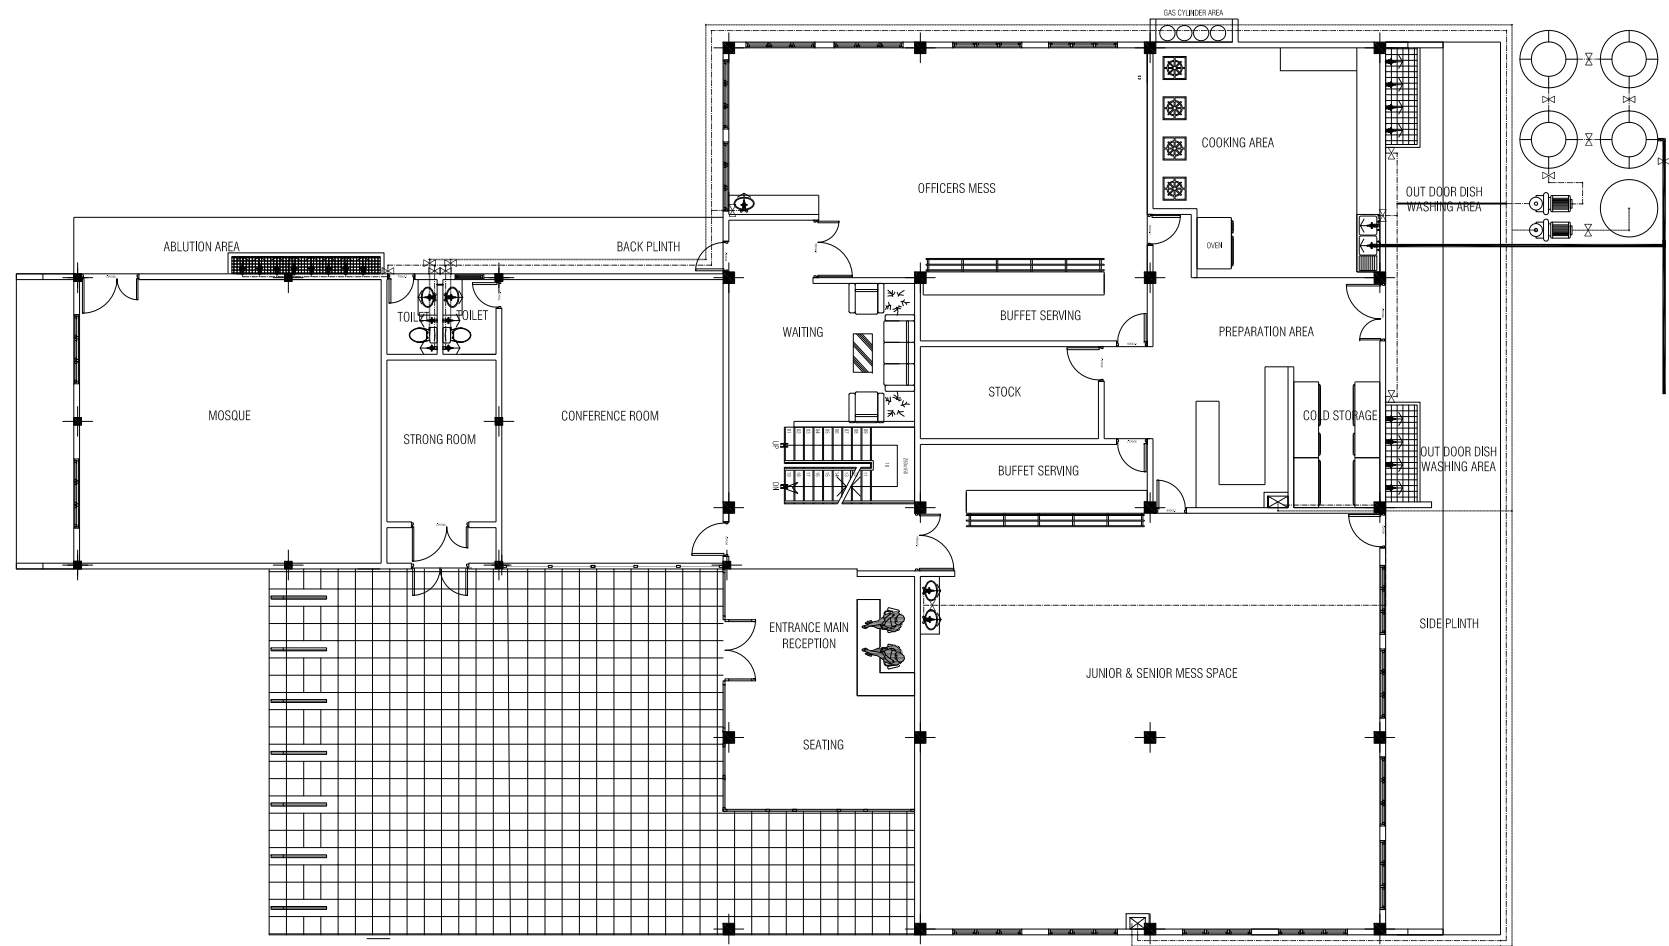 GAS CYLINDER AREA
COOKING AREA
OFFICERS MESS
OUT DOOR DISH
WASHING AREA
ABLUTION AREA
BACK PLINTH
OVEN
TOILET
TOILET
BUFFET SERVING
WAITING
PREPARATION AREA
STOCK
MOSQUE
CONFERENCE ROOM
COLD STORAGE
STRONG ROOM
UP
OUT DOOR DISH
WASHING AREA
BUFFET SERVING
DN
ENTRANCE MAIN
RECEPTION
SIDE PLINTH
JUNIOR & SENIOR MESS SPACE
SEATING